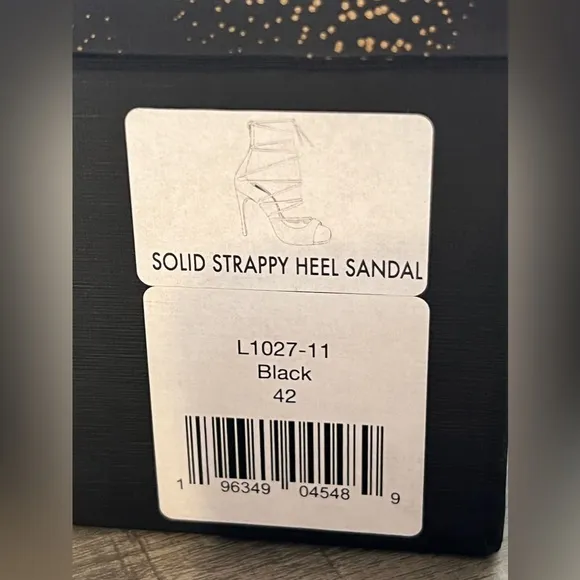 SOLID STRAPPY HEEL SANDAL
L1027-11
Black
42
1 96349 04548 9